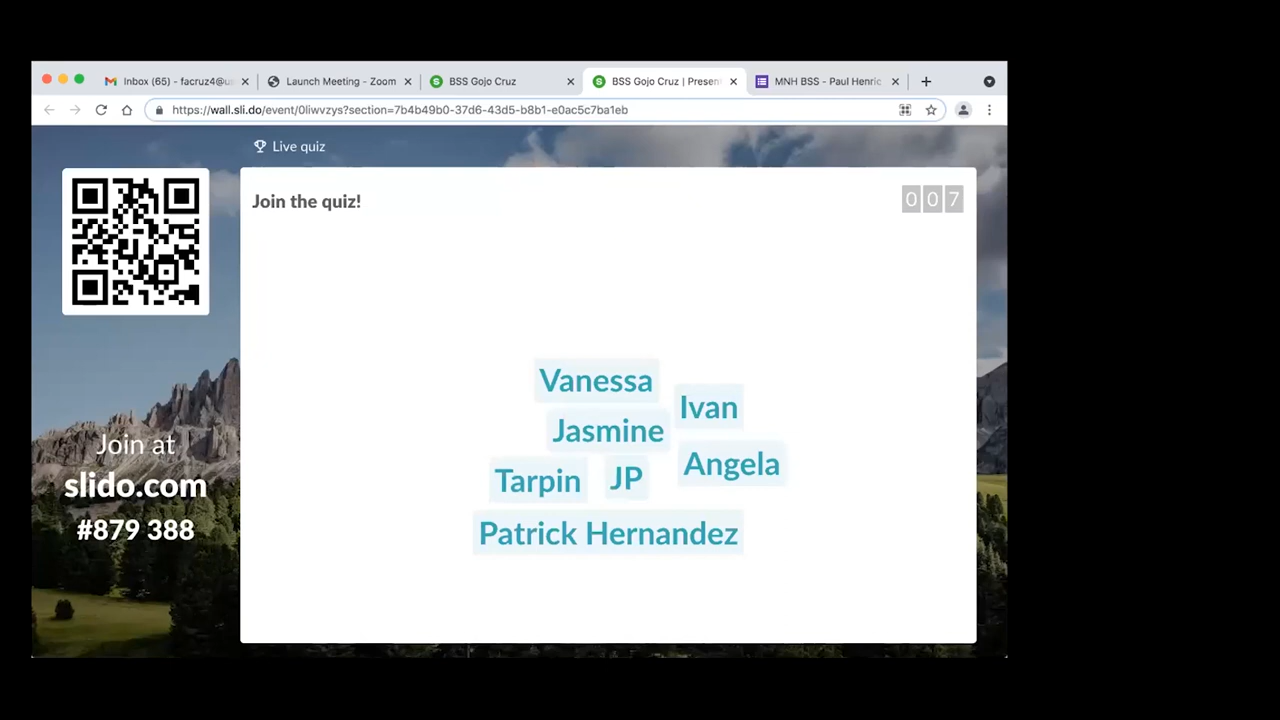 Inbox (65) - facruz4@u
Launch Meeting - Zoom
BSS Gojo Cruz
BSS Gojo Cruz | Presen
MNH BSS - Paul Henric
https://wall.sli.do/event/0liwvzys?section=7b4b49b0-37d6-43d5-b8b1-e0ac5c7ba1eb
Live quiz
Join the quiz!
007
Vanessa
Ivan
Jasmine
Angela
Tarpin
JP
Patrick Hernandez
Join at
slido.com
#879 388